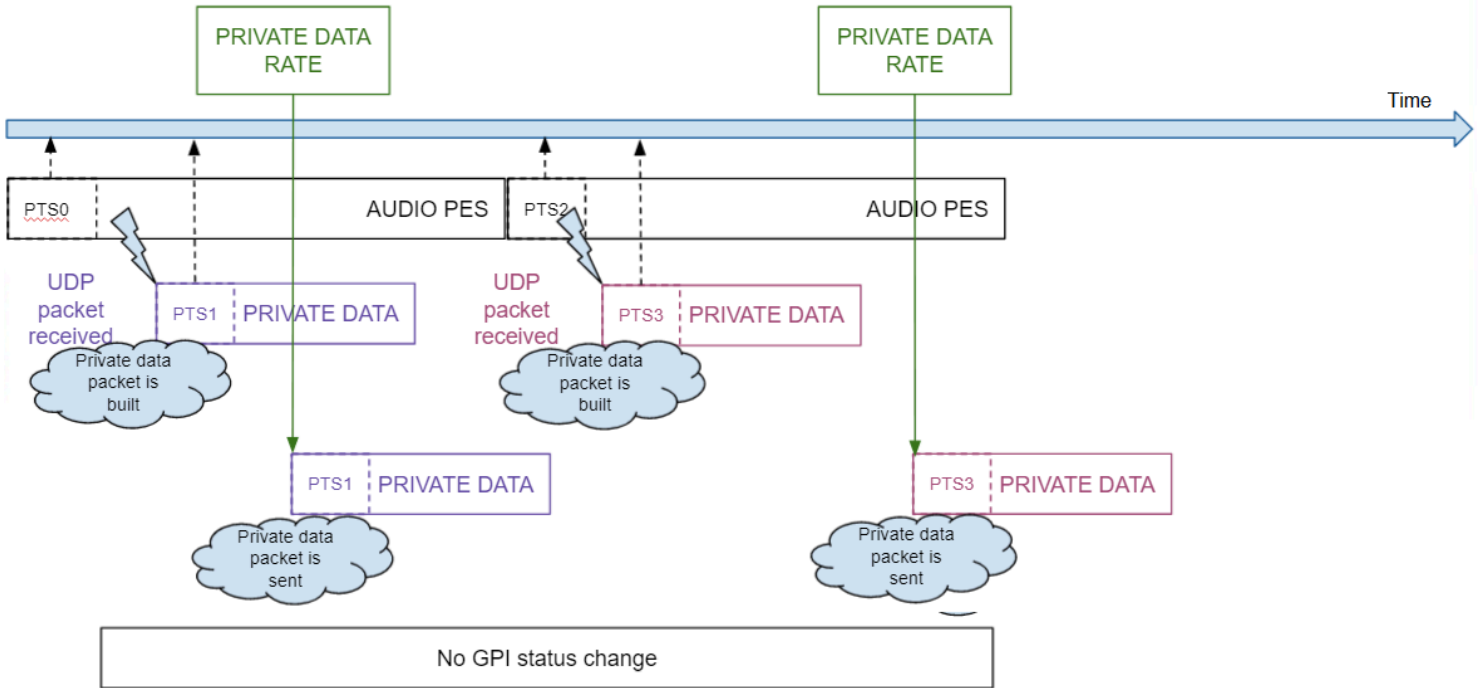 PRIVATE DATA
RATE
PRIVATE DATA
RATE
Time
PTS0
AUDIO PES
PTS2
AUDIO PES
UDP
packet
received
PTS1
PRIVATE DATA
UDP
packet
received
PTS3
PRIVATE DATA
Private data
packet is
built
Private data
packet is
built
PTS1
PRIVATE DATA
PTS3
PRIVATE DATA
Private data
packet is
sent
Private data
packet is
sent
No GPI status change